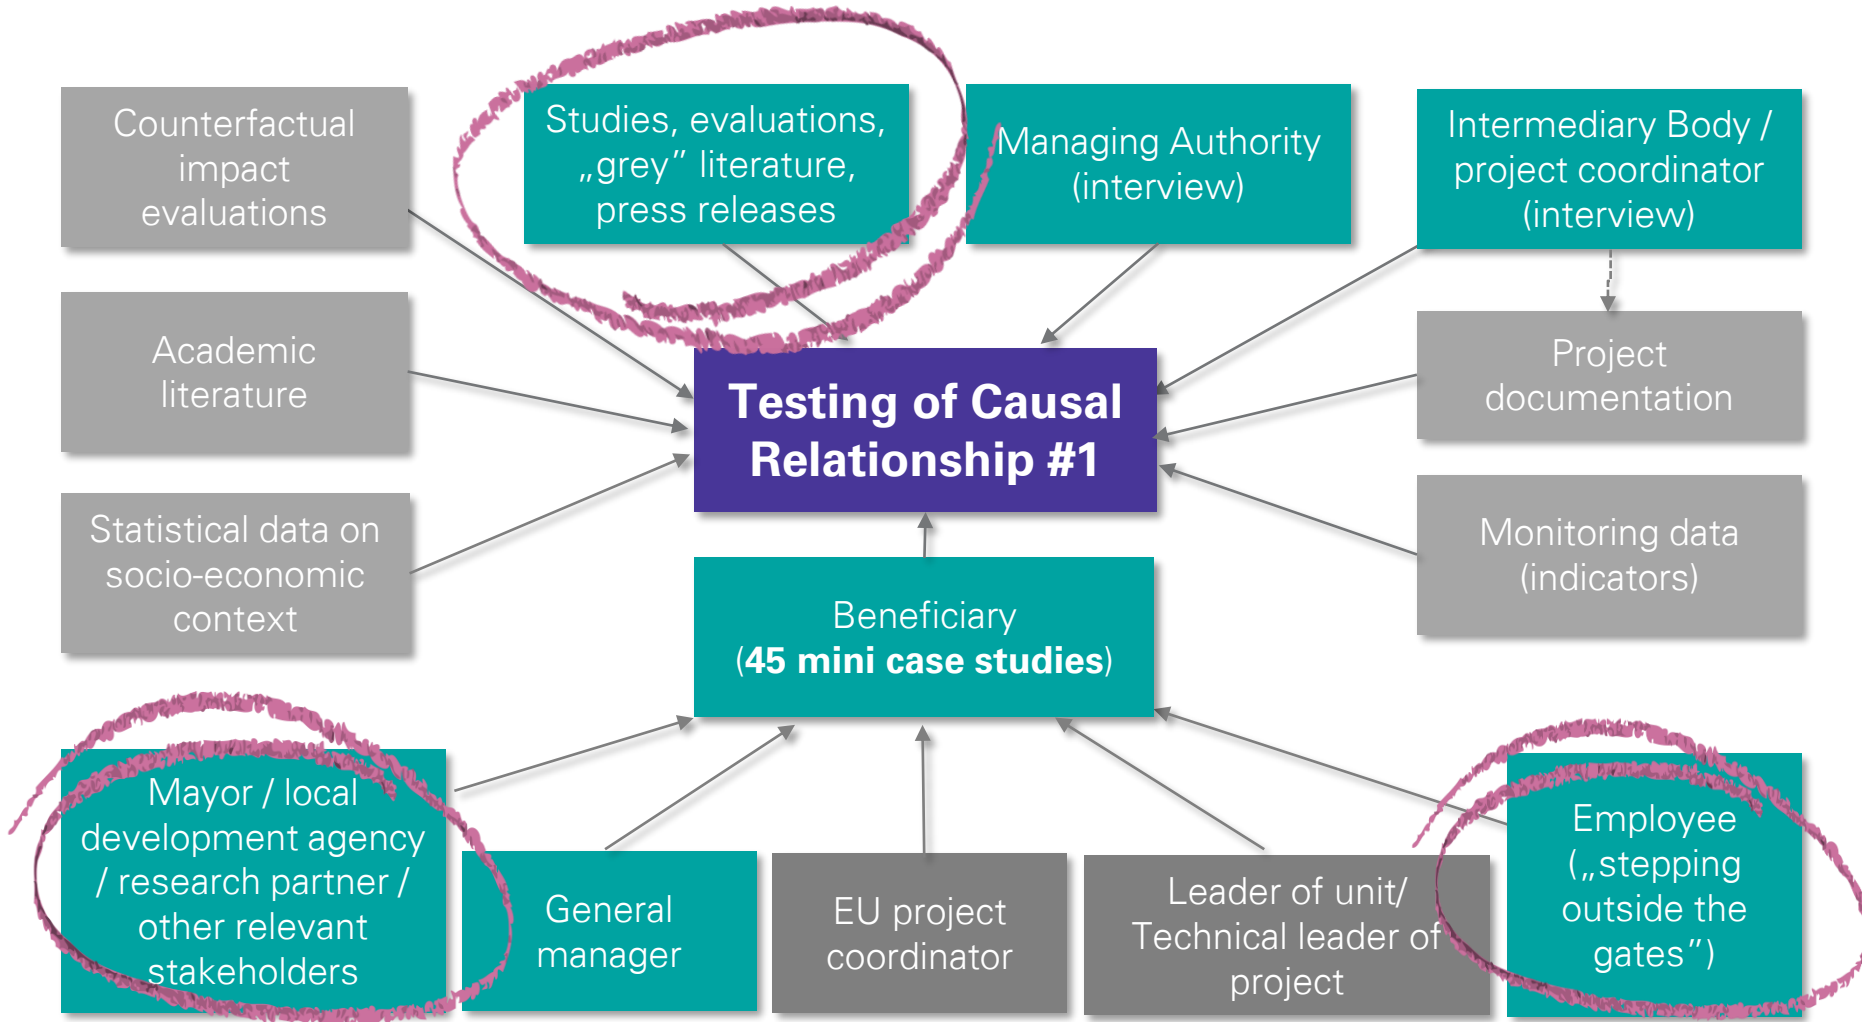 Counterfactual
impact
evaluations
Studies, evaluations,
„grey” literature,
press releases
Managing Authority
(interview)
Intermediary Body /
project coordinator
(interview)
Academic
literature
Testing of Causal
Relationship #1
Project
documentation
Statistical data on
socio-economic
context
Monitoring data
(indicators)
Beneficiary
(45 mini case studies)
Mayor / local
development agency
/ research partner /
other relevant
stakeholders
General
manager
EU project
coordinator
Leader of unit/
Technical leader of
project
Employee
(„stepping
outside the
gates”)